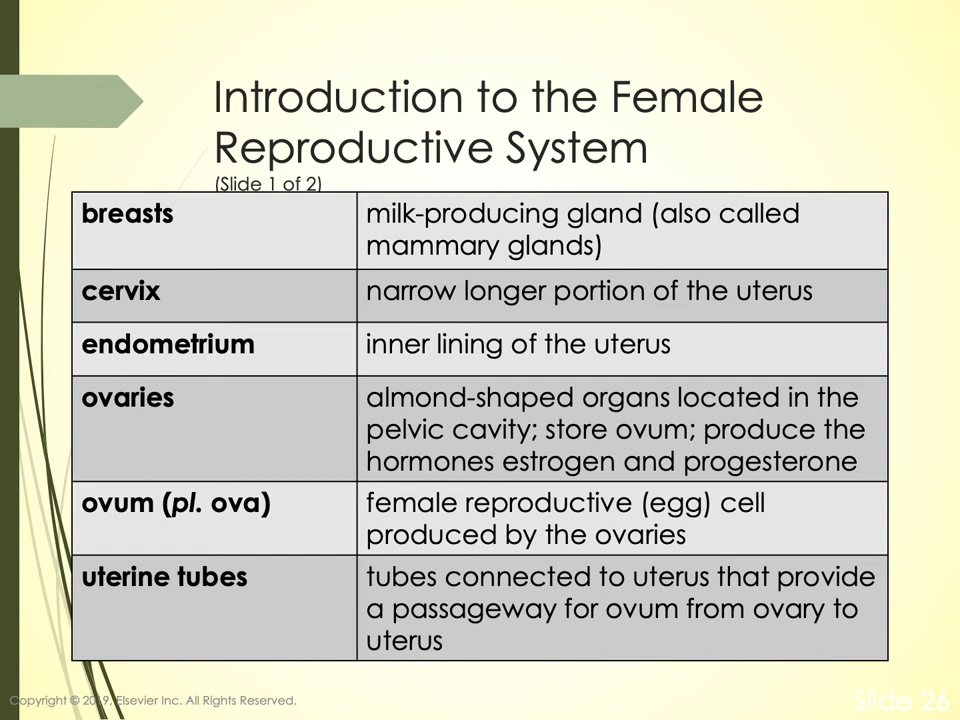 Introduction to the Female
Reproductive System
(Slide 1 of 2)
breasts
milk-producing gland (also called
mammary glands)
cervix
narrow longer portion of the uterus
endometrium
inner lining of the uterus
ovaries
almond-shaped organs located in the
pelvic cavity; store ovum; produce the
hormones estrogen and progesterone
ovum (pl. ova)
female reproductive (egg) cell
produced by the ovaries
uterine tubes
tubes connected to uterus that provide
a passageway for ovum from ovary to
uterus
Copyright © 2019, Elsevier Inc. All Rights Reserved.
Slide 26